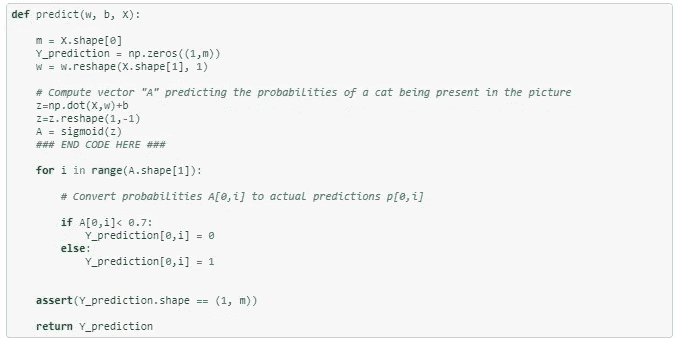 def predict(w, b, X):
m = X.shape[0]
Y_prediction = np.zeros((1,m))
w = w.reshape(X.shape[1], 1)
# Compute vector "A" predicting the probabilities of a cat being present in the picture
z=np.dot(X,w)+b
z=z.reshape(1,-1)
A = sigmoid(z)
### END CODE HERE ###
for i in range(A.shape[1]):
# Convert probabilities A[0,i] to actual predictions p[0,i]
if A[0,i]< 0.7:
Y_prediction[0,i] = 0
else:
Y_prediction[0,i] = 1
assert(Y_prediction.shape == (1, m))
return Y_prediction